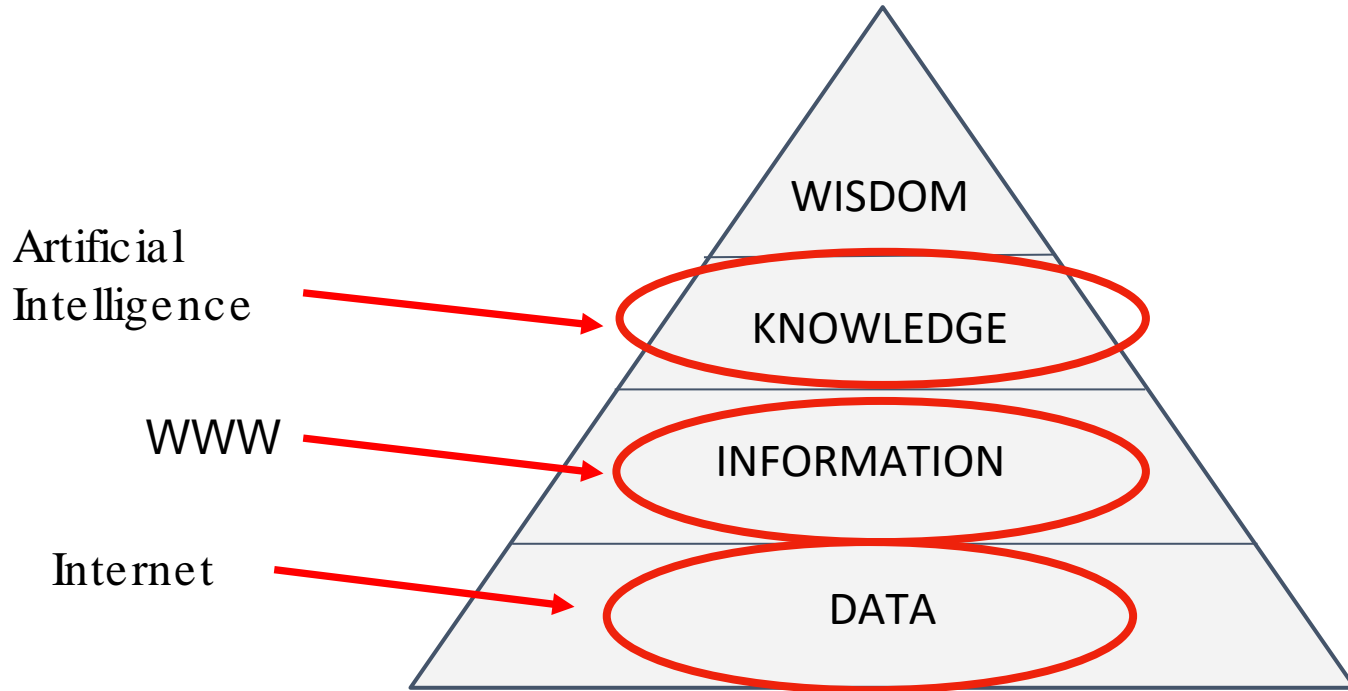 WISDOM
Artificial
Intelligence
KNOWLEDGE
WWW
INFORMATION
Internet
DATA